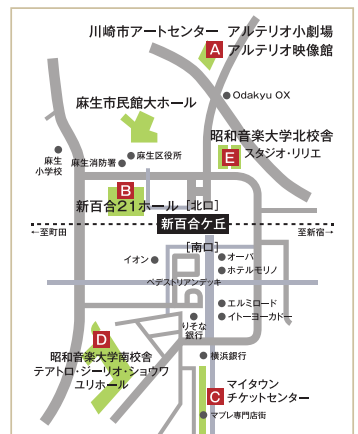 川崎市アートセンター アルテリオ小劇場
A アルテリオ映像館
Odakyu OX
麻生市民館大ホール
昭和音楽大学北校舎
E スタジオ・リリエ
麻生
小学校
麻生区役所
麻生消防署
B
新百合21ホール [北口]
←至町田
新百合ケ丘
至新宿→
[南口]
イオン
オーパ
ホテルモリノ
ペデストリアンデッキ
エルミロード
イトーヨーカドー
りそな
銀行
D
昭和音楽大学南校舎
テアトロ・ジーリオ・ショウワ
ユリホール
横浜銀行
C マイタウン
チケットセンター
マプレ専門店街